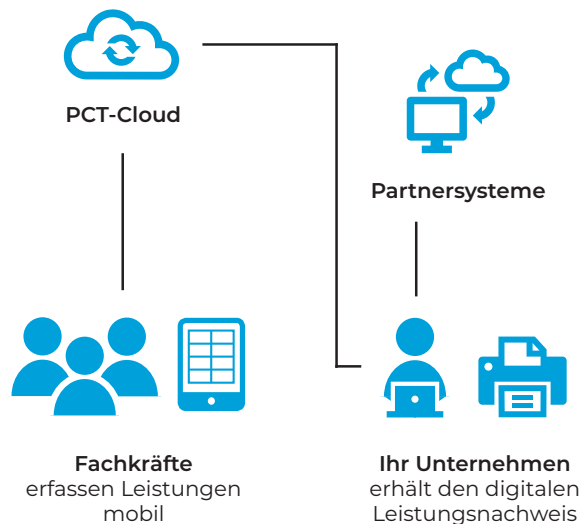 PCT-Cloud
Partnersysteme
Fachkräfte
erfassen Leistungen
mobil
Ihr Unternehmen
erhält den digitalen
Leistungsnachweis